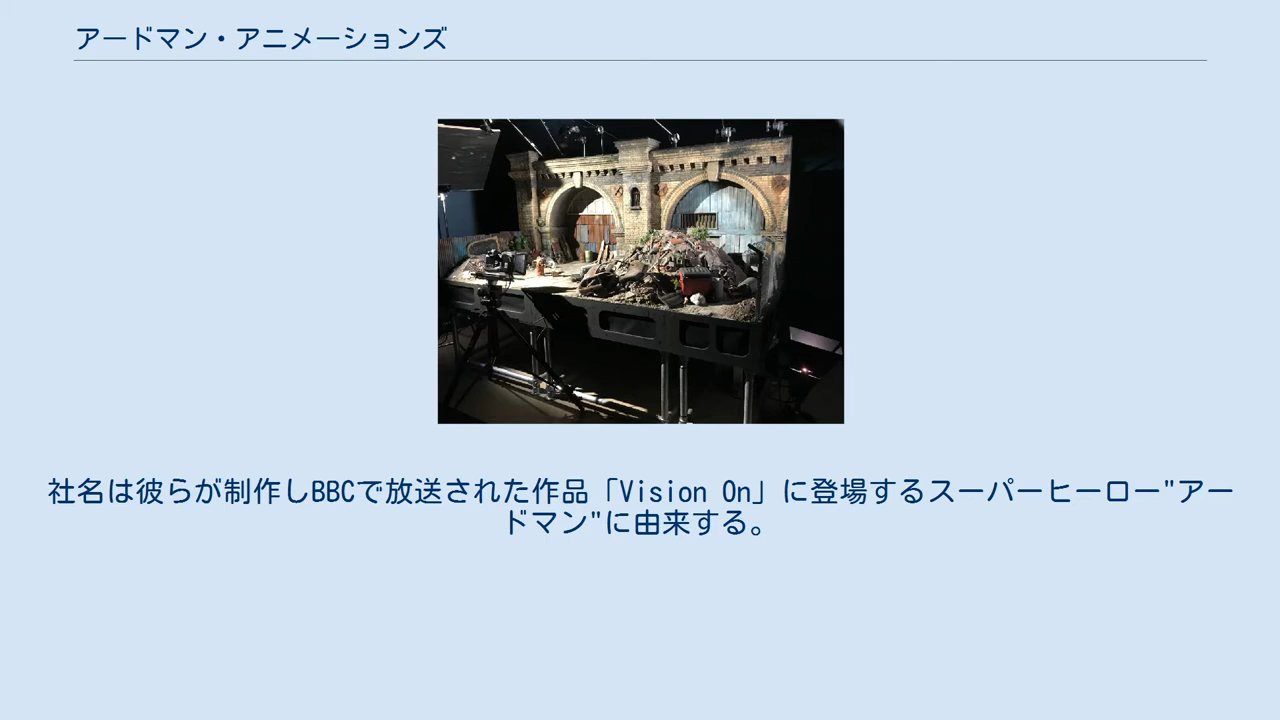 アードマン・アニメーションズ
社名は彼らが制作しBBCで放送された作品「Vision On」に登場するスーパーヒーロー"アー
ドマン"に由来する。